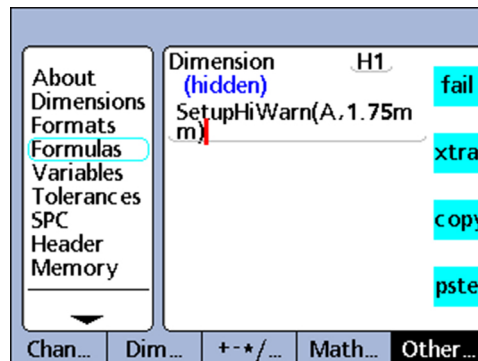 About
Dimensions
Formats
Formulas
Variables
Tolerances
SPC
Header
Memory
Dimension H1
(hidden)
SetupHiWarn(A,1.75m
m)
fail
xtra
copy
pste
Chan... Dim... +-*/... Math... Other...